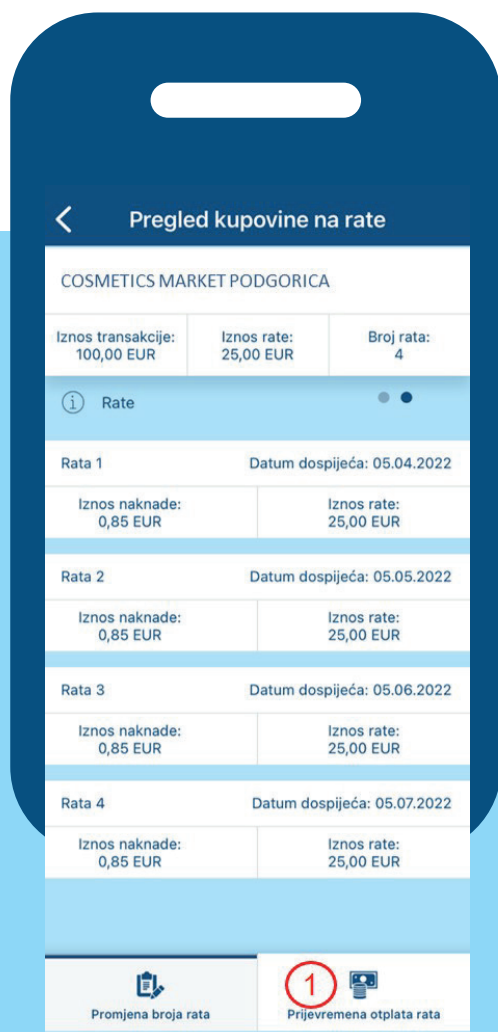 Pregled kupovine na rate
COSMETICS MARKET PODGORICA
Iznos transakcije: Iznos rate: Broj rata:
100,00 EUR 25,00 EUR 4
i Rate
Rata 1 Datum dospijeća: 05.04.2022
Iznos naknade: Iznos rate:
0,85 EUR 25,00 EUR
Rata 2 Datum dospijeća: 05.05.2022
Iznos naknade: Iznos rate:
0,85 EUR 25,00 EUR
Rata 3 Datum dospijeća: 05.06.2022
Iznos naknade: Iznos rate:
0,85 EUR 25,00 EUR
Rata 4 Datum dospijeća: 05.07.2022
Iznos naknade: Iznos rate:
0,85 EUR 25,00 EUR
1
Promjena broja rata Prijevremena otplata rata